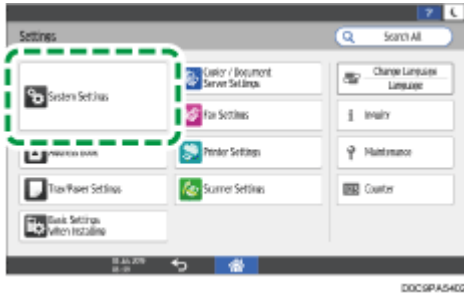 Settings
Search All
System Settings
Copier / Document
Server Settings
Change Language
Language
Fax Settings
i Inquiry
Address Book
Printer Settings
Maintenance
Tray/Paper Settings
Scanner Settings
Counter
Basic Settings
When Installing
D0C9PA5402